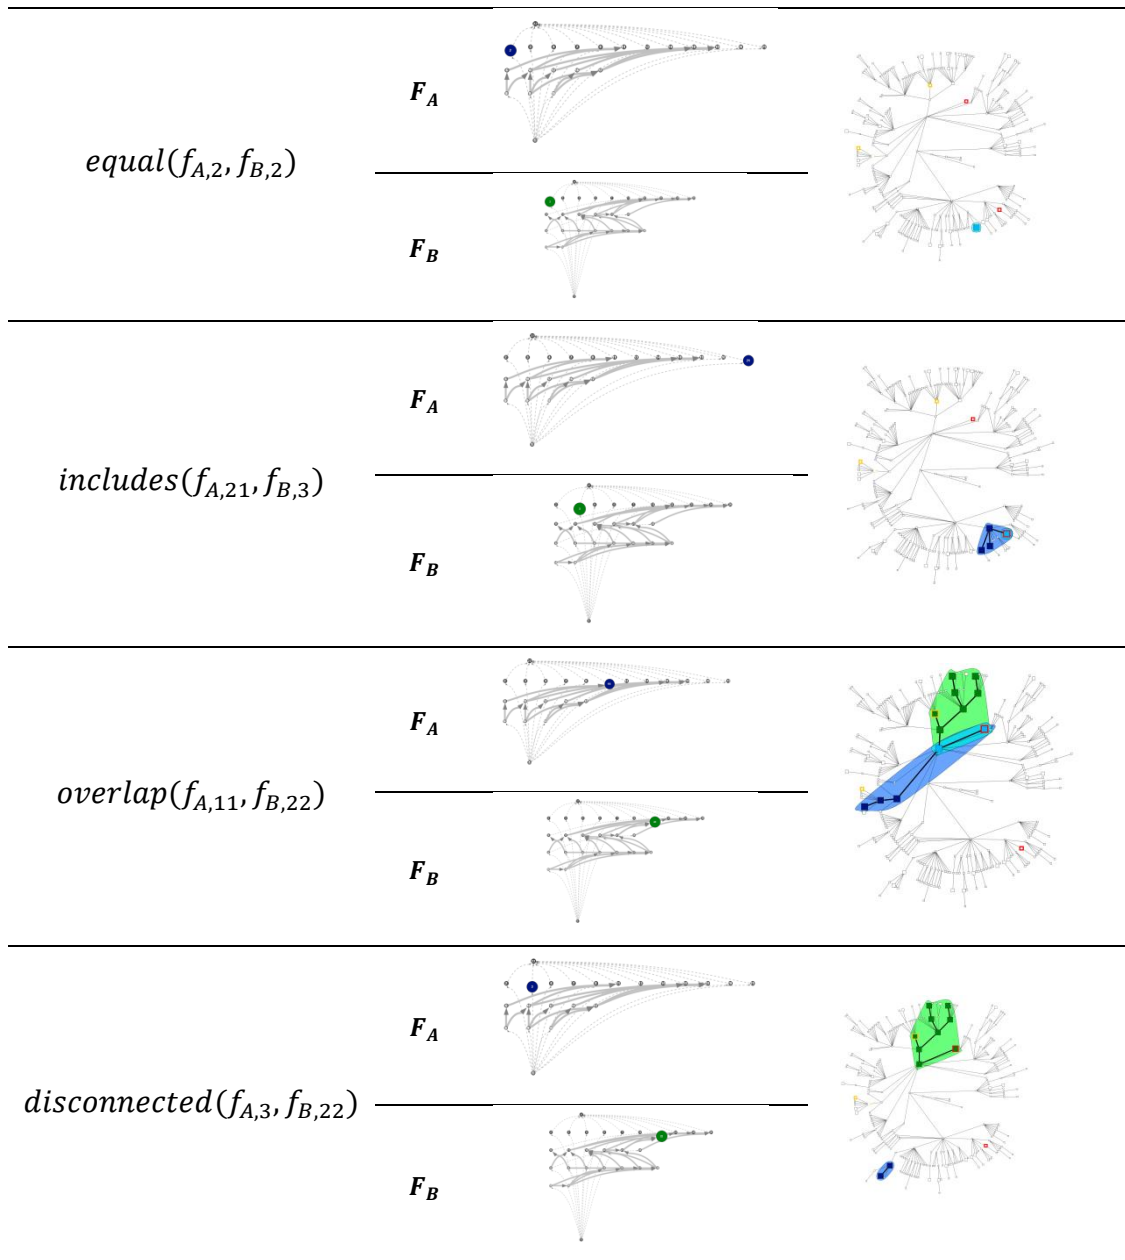 F_A
equal(f_{A,2}, f_{B,2})
F_B
F_A
includes(f_{A,21}, f_{B,3})
F_B
F_A
overlap(f_{A,11}, f_{B,22})
F_B
F_A
disconnected(f_{A,3}, f_{B,22})
F_B